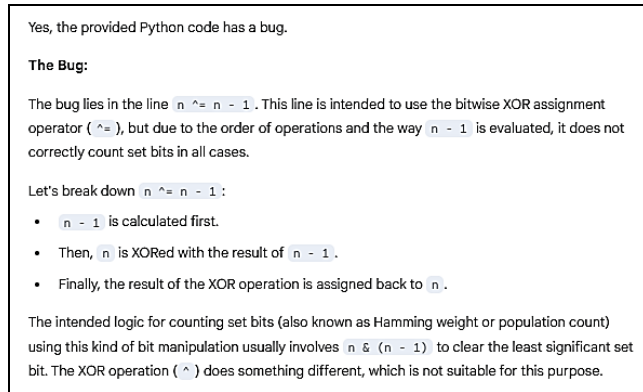 Yes, the provided Python code has a bug.
The Bug:
The bug lies in the line n ^= n - 1. This line is intended to use the bitwise XOR assignment
operator ( ^= ), but due to the order of operations and the way n - 1 is evaluated, it does not
correctly count set bits in all cases.
Let's break down n ^= n - 1 :
• n - 1 is calculated first.
• Then, n is XORed with the result of n - 1 .
• Finally, the result of the XOR operation is assigned back to n .
The intended logic for counting set bits (also known as Hamming weight or population count)
using this kind of bit manipulation usually involves n & (n - 1) to clear the least significant set
bit. The XOR operation ( ^ ) does something different, which is not suitable for this purpose.